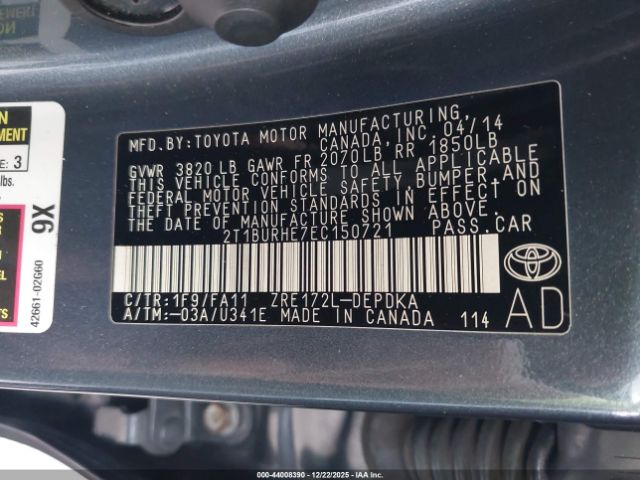 MFD.BY:TOYOTA MOTOR MANUFACTURING,
CANADA,INC. 04/14
GVWR 3820 LB GAWR FR 2070LB RR 1850LB
THIS VEHICLE CONFORMS TO ALL APPLICABLE
FEDERAL MOTOR VEHICLE SAFETY, BUMPER, AND
THEFT PREVENTION STANDARDS IN EFFECT ON
THE DATE OF MANUFACTURE SHOWN ABOVE.
2T1BURHE7EC150721 PASS.CAR
C/TR:1F9/FA11 ZRE172L-DEPDKA
A/TM:-03A/U341E MADE IN CANADA 114
AD
3
lbs.
9X
42661-02G60
000-44008390 - 12/22/2025 - IAA.